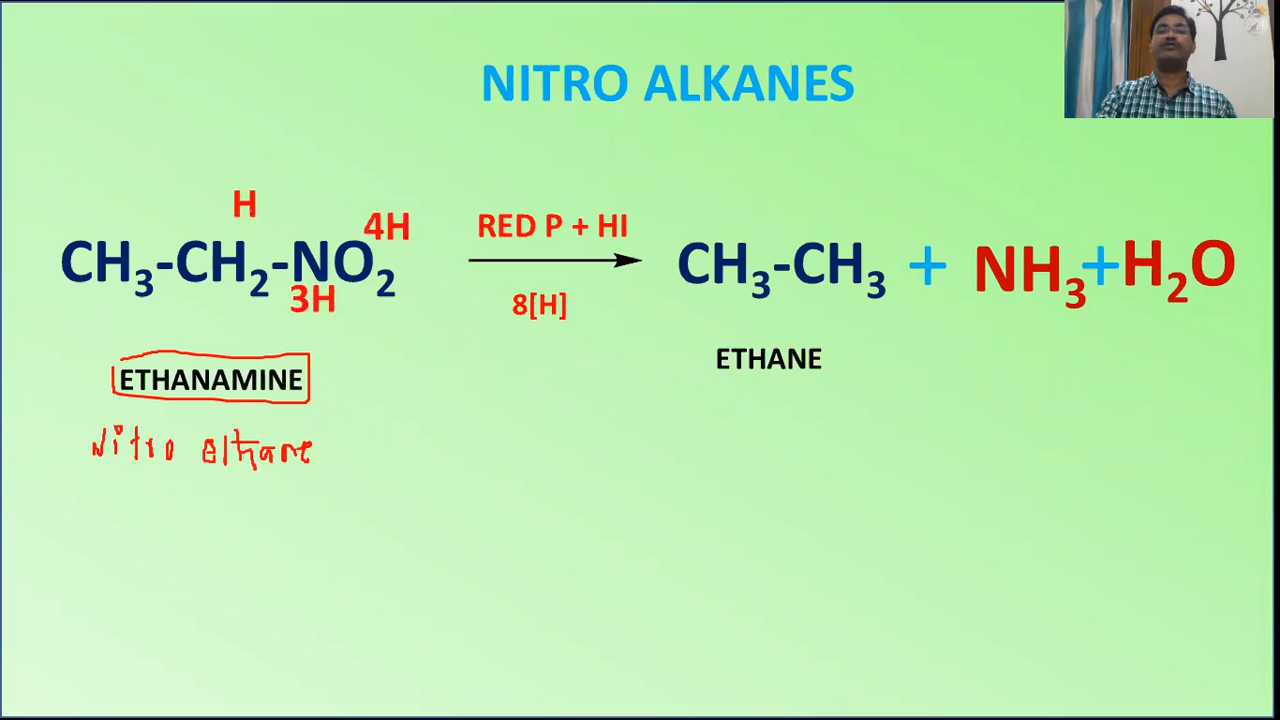 NITRO ALKANES
H
4H
CH₃-CH₂-NO₂ RED P + HI CH₃-CH₃ + NH₃+H₂O
3H 8[H]
ETHANAMINE ETHANE
Nitro ethane